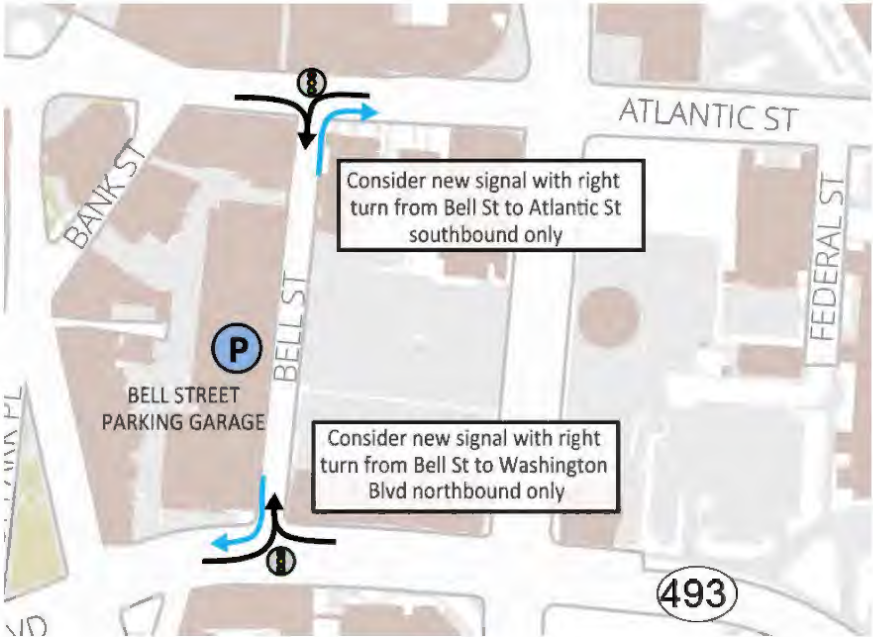 ATLANTIC ST
Consider new signal with right
turn from Bell St to Atlantic St
southbound only
BANK ST
FEDERAL ST
BELL ST
P
BELL STREET
PARKING GARAGE
Consider new signal with right
turn from Bell St to Washington
Blvd northbound only
493